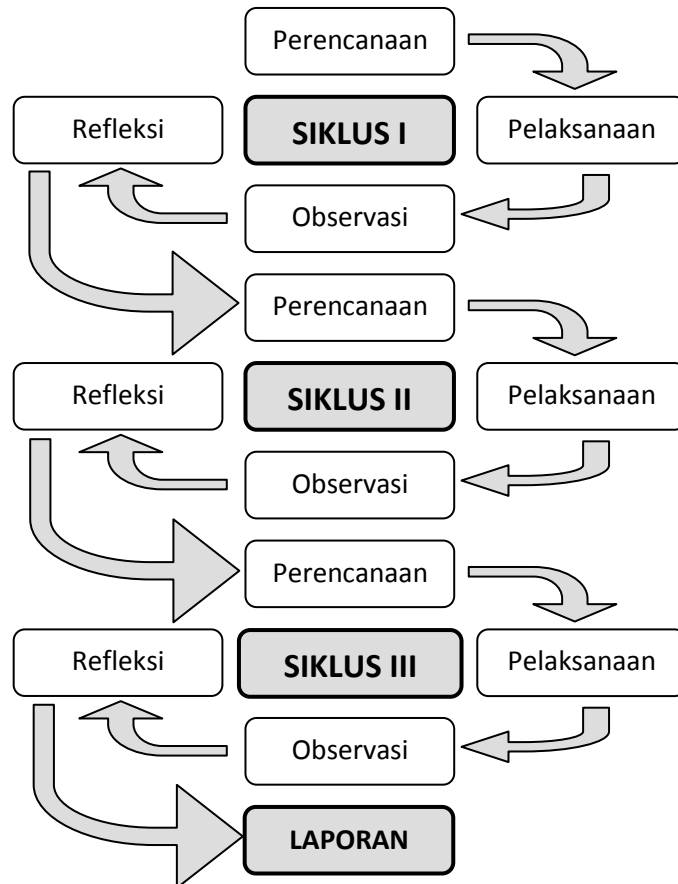 Perencanaan
Refleksi
SIKLUS I
Pelaksanaan
Observasi
Perencanaan
Refleksi
SIKLUS II
Pelaksanaan
Observasi
Perencanaan
Refleksi
SIKLUS III
Pelaksanaan
Observasi
LAPORAN